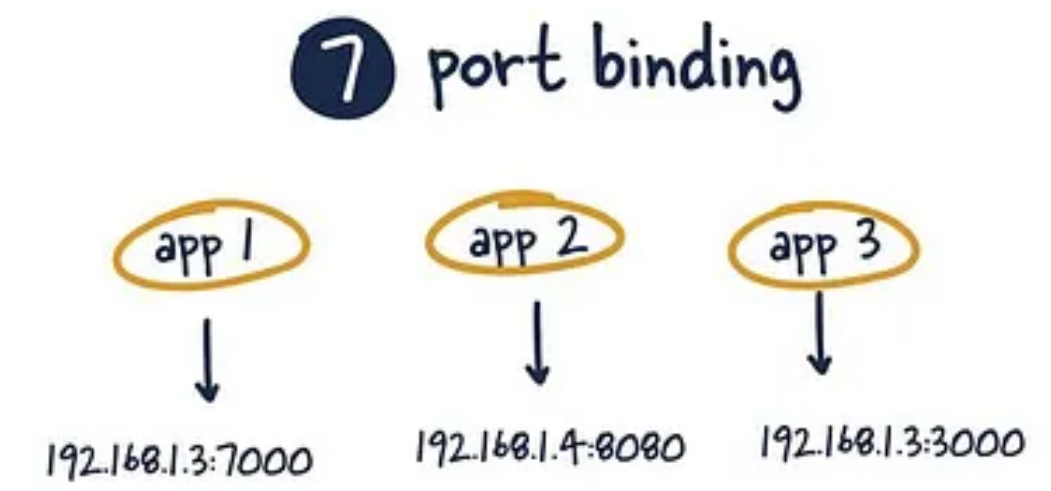 7 port binding
app 1
app 2
app 3
192.168.1.3:7000
192.168.1.4:8080
192.168.1.3:3000